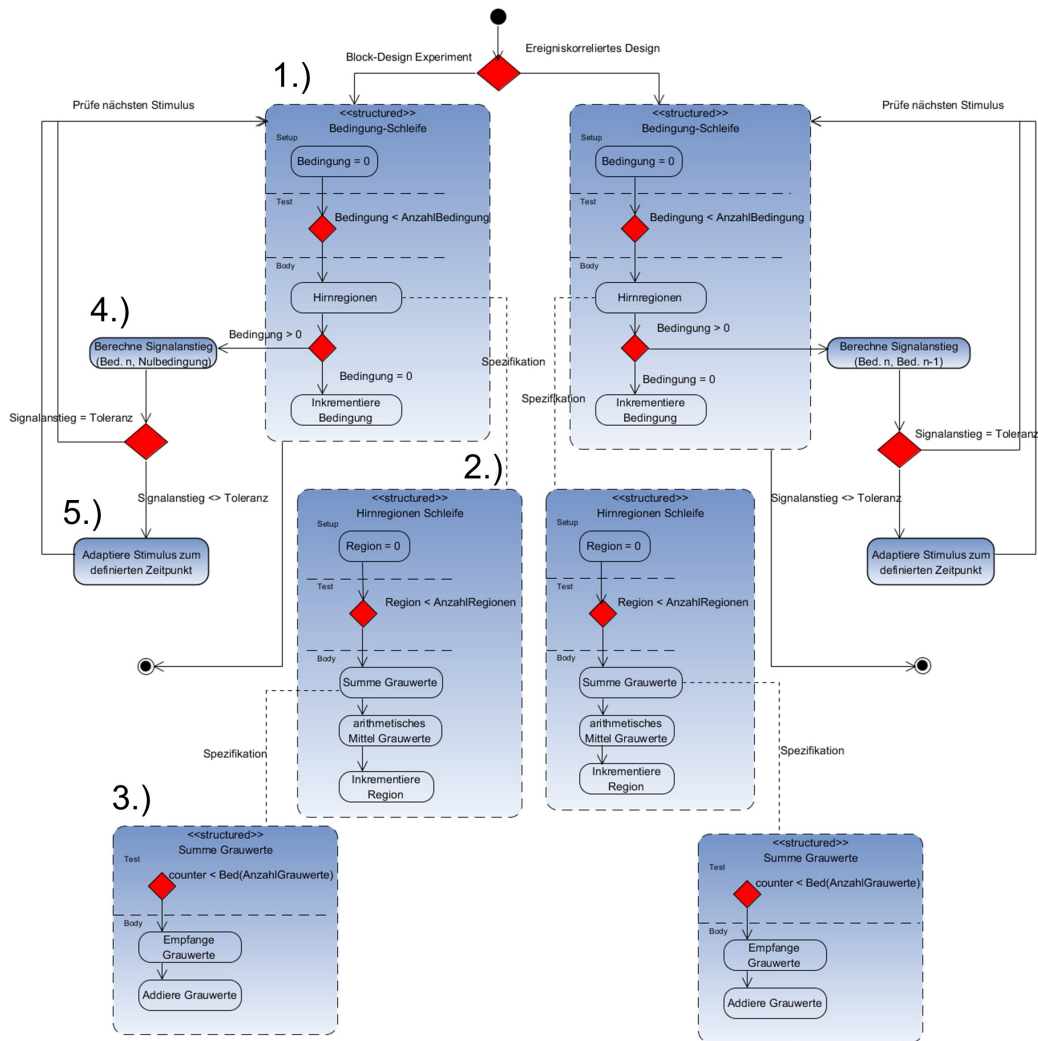 Block-Design Experiment
Ereigniskorreliertes Design
1.)
Prüfe nächsten Stimulus
<<structured>>
Bedingung-Schleife
Setup
Bedingung = 0
Test
Bedingung < AnzahlBedingung
Body
Hirnregionen
Bedingung > 0
Bedingung = 0
Inkrementiere
Bedingung
4.)
Berechne Signalanstieg
(Bed. n, Nulbedingung)
Signalanstieg = Toleranz
Signalanstieg <> Toleranz
5.)
Adaptiere Stimulus zum
definierten Zeitpunkt
Spezifikation
2.)
<<structured>>
Hirnregionen Schleife
Setup
Region = 0
Test
Region < AnzahlRegionen
Body
Summe Grauwerte
arithmetisches
Mittel Grauwerte
Inkrementiere
Region
Spezifikation
3.)
<<structured>>
Summe Grauwerte
Test
counter < Bed(AnzahlGrauwerte)
Body
Empfange
Grauwerte
Addiere Grauwerte
Prüfe nächsten Stimulus
<<structured>>
Bedingung-Schleife
Setup
Bedingung = 0
Test
Bedingung < AnzahlBedingung
Body
Hirnregionen
Bedingung > 0
Bedingung = 0
Inkrementiere
Bedingung
Berechne Signalanstieg
(Bed. n, Bed. n-1)
Signalanstieg = Toleranz
Signalanstieg <> Toleranz
Adaptiere Stimulus zum
definierten Zeitpunkt
Spezifikation
<<structured>>
Hirnregionen Schleife
Setup
Region = 0
Test
Region < AnzahlRegionen
Body
Summe Grauwerte
arithmetisches
Mittel Grauwerte
Inkrementiere
Region
Spezifikation
<<structured>>
Summe Grauwerte
Test
counter < Bed(AnzahlGrauwerte)
Body
Empfange
Grauwerte
Addiere Grauwerte